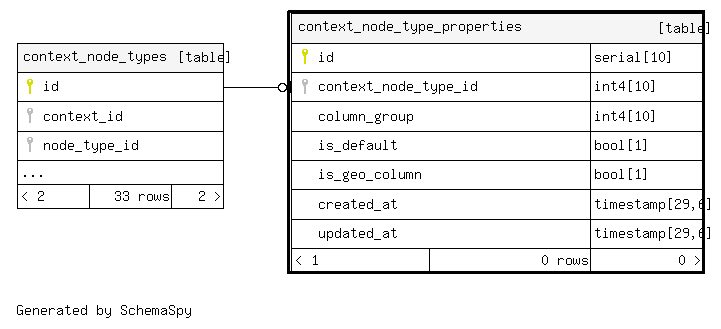 context_node_types [table]
id
context_id
node_type_id
...
< 2 33 rows 2 >
context_node_type_properties [table]
id serial[10]
context_node_type_id int4[10]
column_group int4[10]
is_default bool[1]
is_geo_column bool[1]
created_at timestamp[29,6]
updated_at timestamp[29,6]
< 1 0 rows 0 >
Generated by SchemaSpy